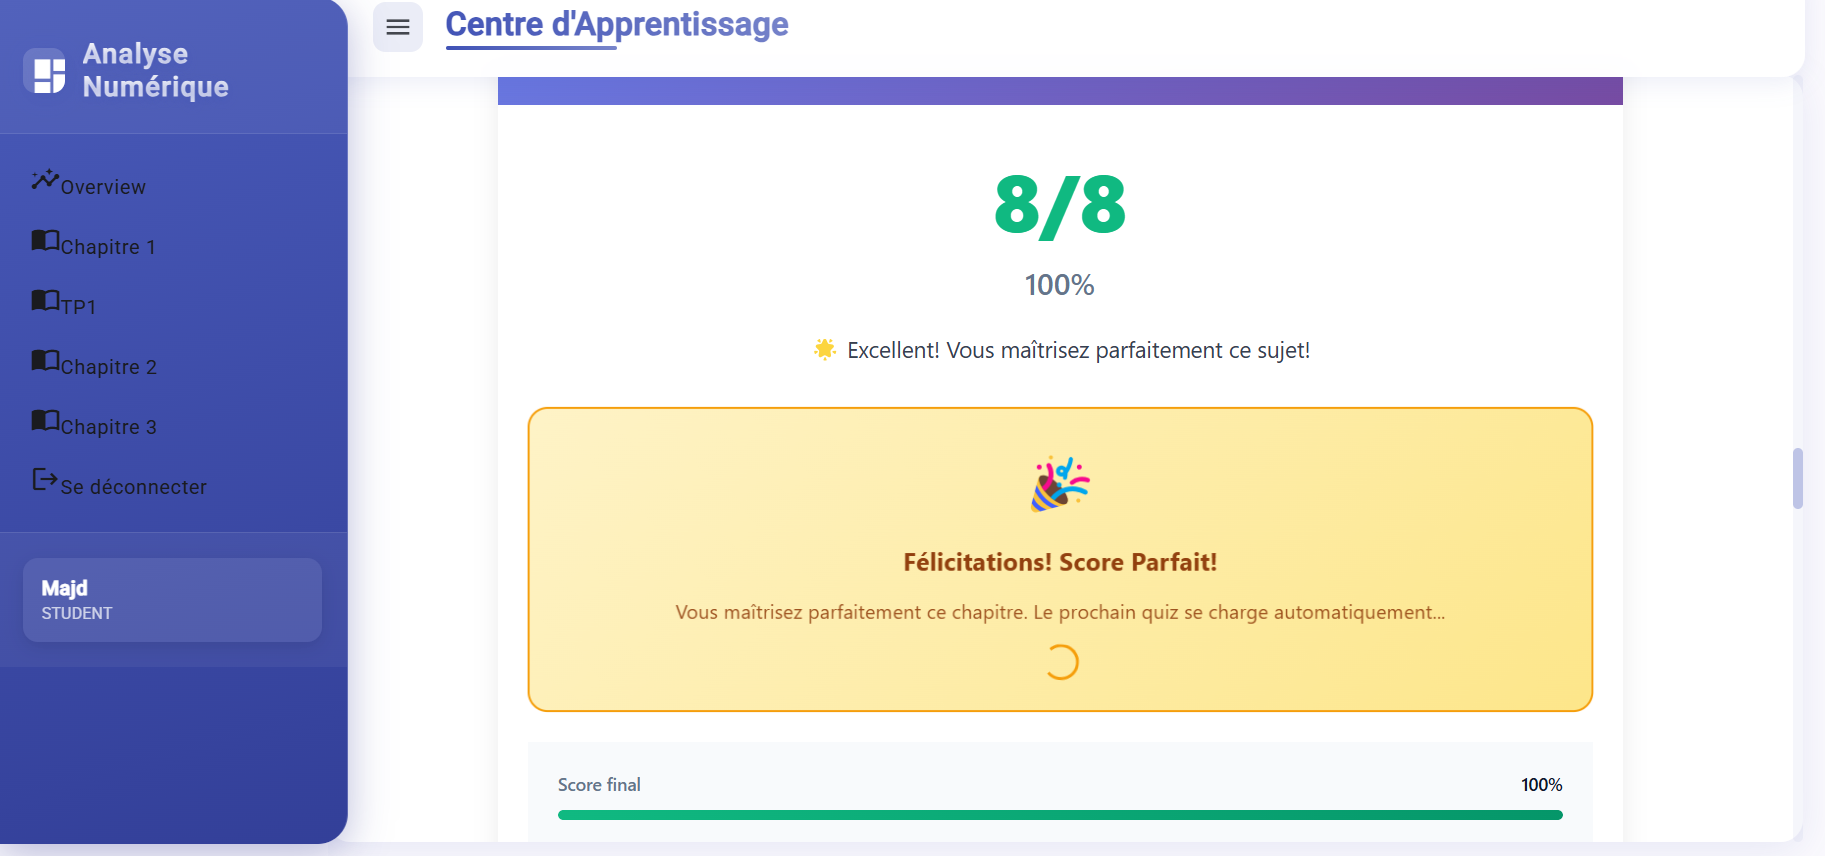 Analyse
Numérique
Overview
Chapitre 1
TP1
Chapitre 2
Chapitre 3
Se déconnecter
Majd
STUDENT
Centre d'Apprentissage
8/8
100%
Excellent! Vous maîtrisez parfaitement ce sujet!
Félicitations! Score Parfait!
Vous maîtrisez parfaitement ce chapitre. Le prochain quiz se charge automatiquement...
Score final 100%